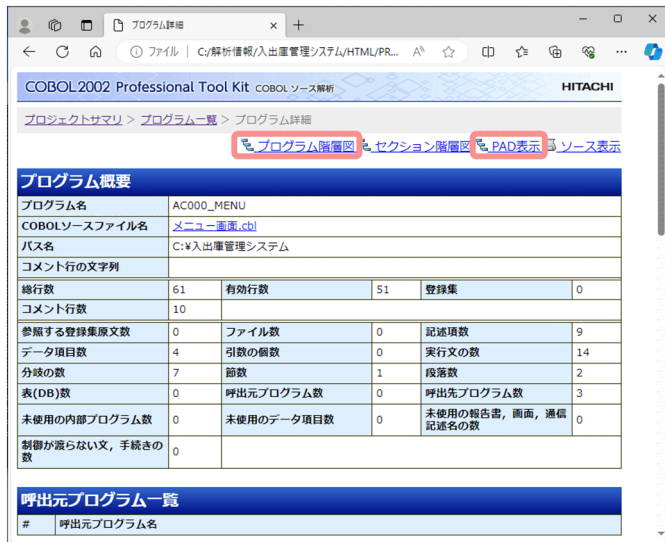 プログラム詳細
ファイル C:/解析情報/入出庫管理システム/HTML/PR...
COBOL2002 Professional Tool Kit COBOL ソース解析 HITACHI
プロジェクトサマリ > プログラム一覧 > プログラム詳細
プログラム階層図 セクション階層図 PAD表示 ソース表示
プログラム概要
プログラム名 AC000_MENU
COBOLソースファイル名 メニュー画面.cbl
パス名 C:¥入出庫管理システム
コメント行の文字列
総行数 61 有効行数 51 登録集 0
コメント行数 10
参照する登録集原文数 0 ファイル数 0 記述項数 9
データ項目数 4 引数の個数 0 実行文の数 14
分岐の数 7 節数 1 段落数 2
表(DB)数 0 呼出元プログラム数 0 呼出先プログラム数 3
未使用の内部プログラム数 0 未使用のデータ項目数 0 未使用の報告書，画面，通信
記述名の数 0
制御が渡らない文，手続きの
数 0
呼出元プログラム一覧
# 呼出元プログラム名